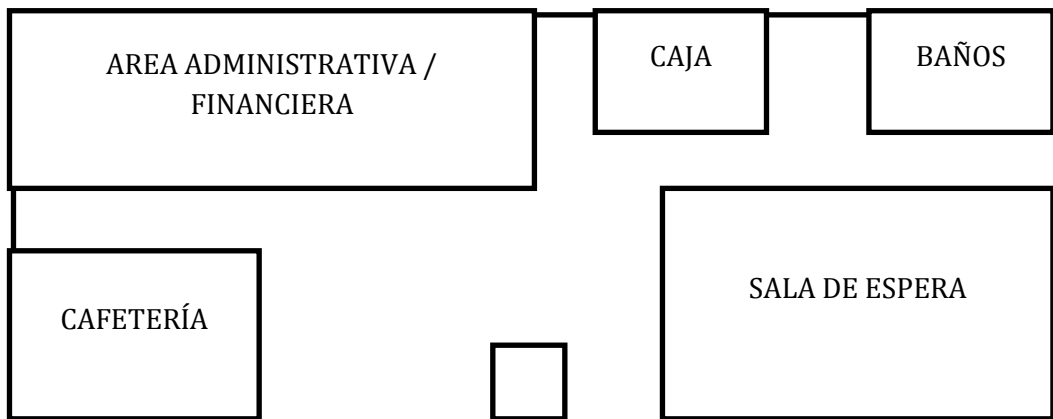 AREA ADMINISTRATIVA /
FINANCIERA
CAJA
BAÑOS
SALA DE ESPERA
CAFETERÍA